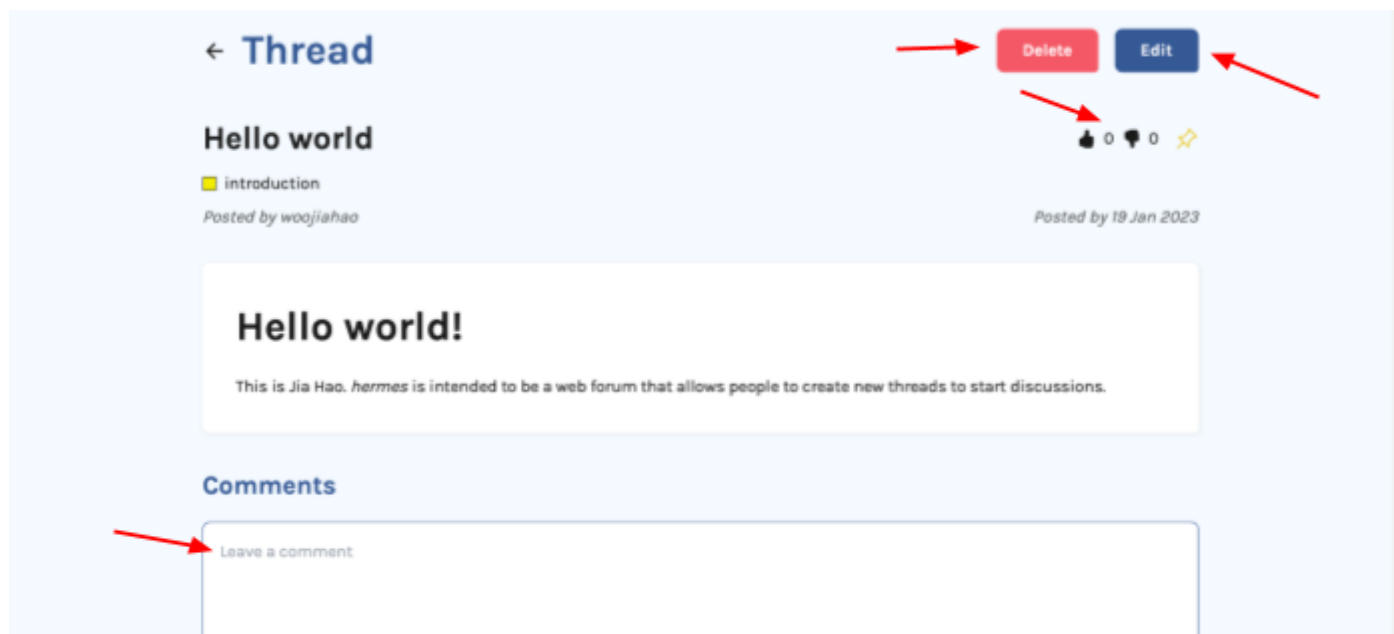 Thread
Delete Edit
Hello world
0 0
introduction
Posted by woojiahao
Posted by 19 Jan 2023
Hello world!
This is Jia Hao. hermes is intended to be a web forum that allows people to create new threads to start discussions.
Comments
Leave a comment